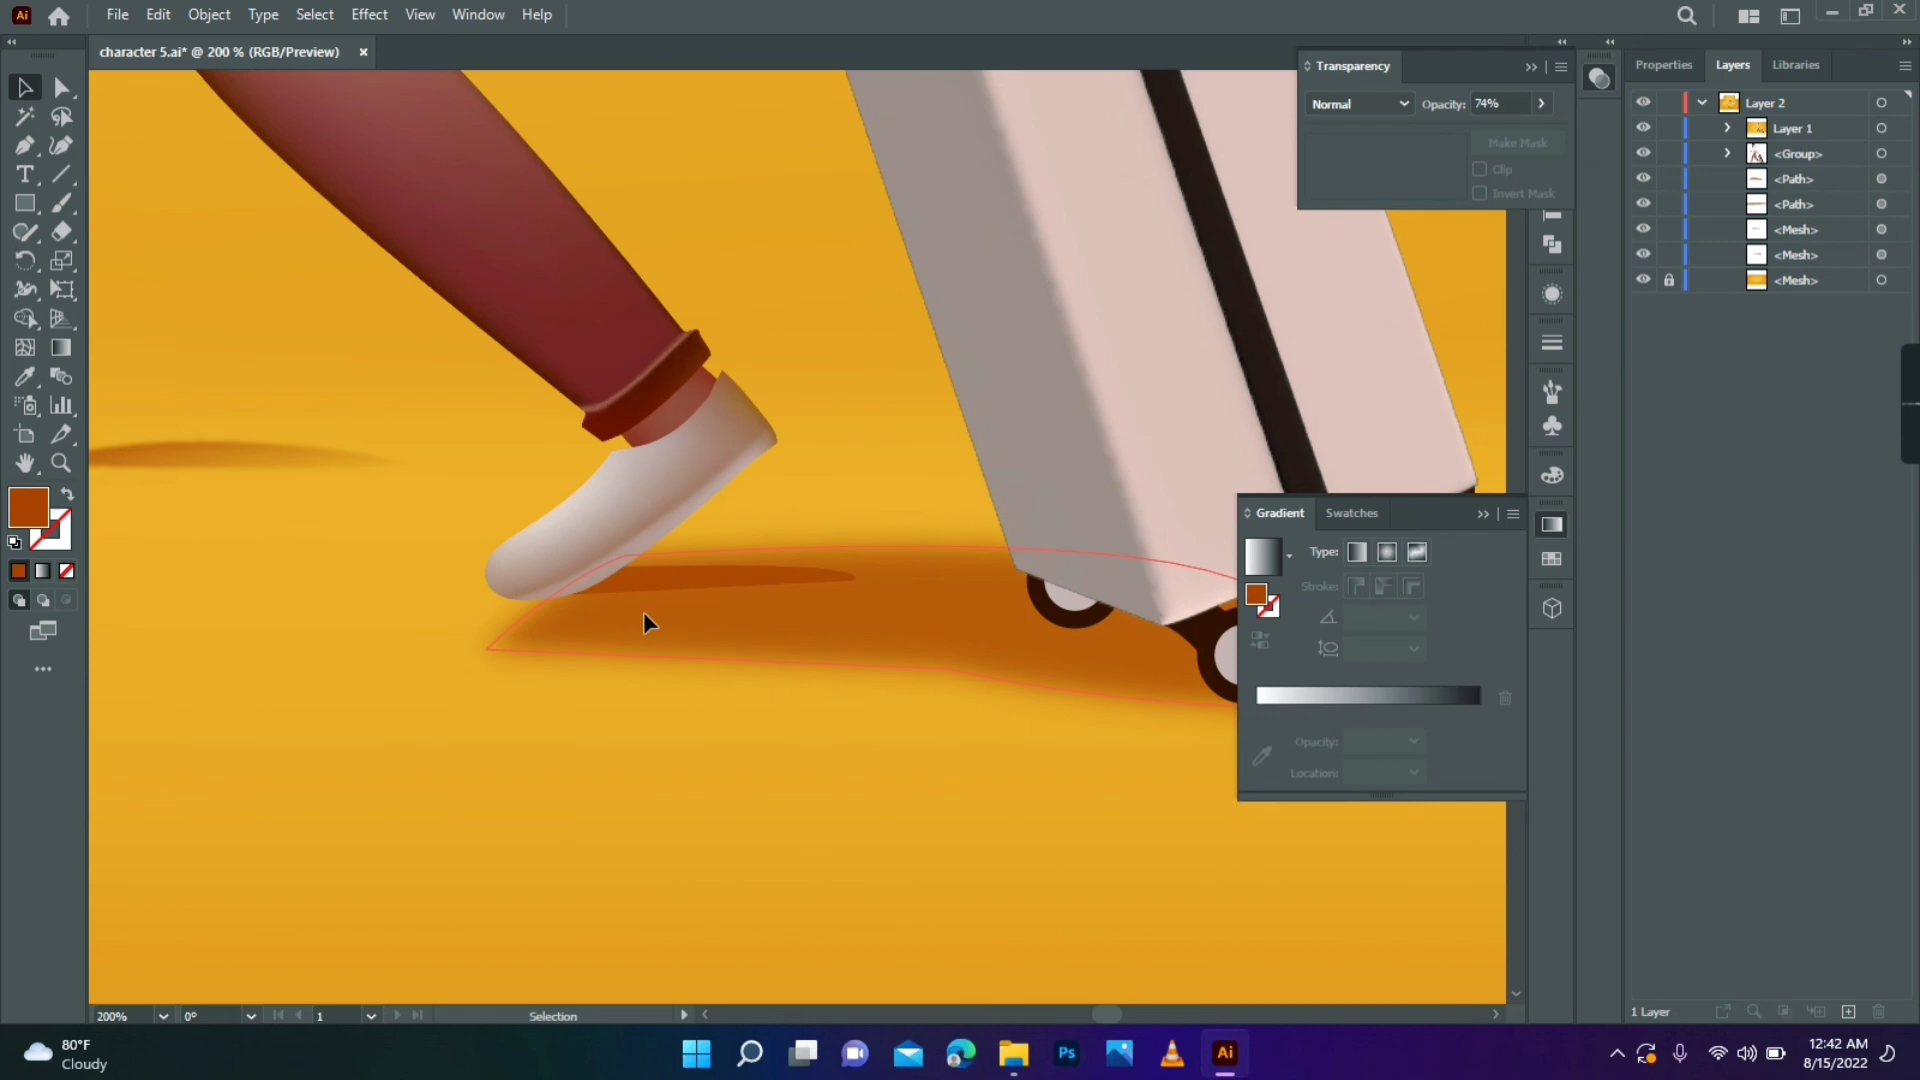 Ai File Edit Object Type Select Effect View Window Help
character 5.ai* @ 200 % (RGB/Preview)
Transparency
Normal Opacity: 74%
Make Mask
Clip
Invert Mask
Properties Layers Libraries
Layer 2
Layer 1
<Group>
<Path>
<Path>
<Mesh>
<Mesh>
<Mesh>
Gradient Swatches
Type:
Stroke:
Opacity:
Location:
200% 0° 1 Selection
1 Layer
80°F
Cloudy
Ps Ai
12:42 AM
8/15/2022